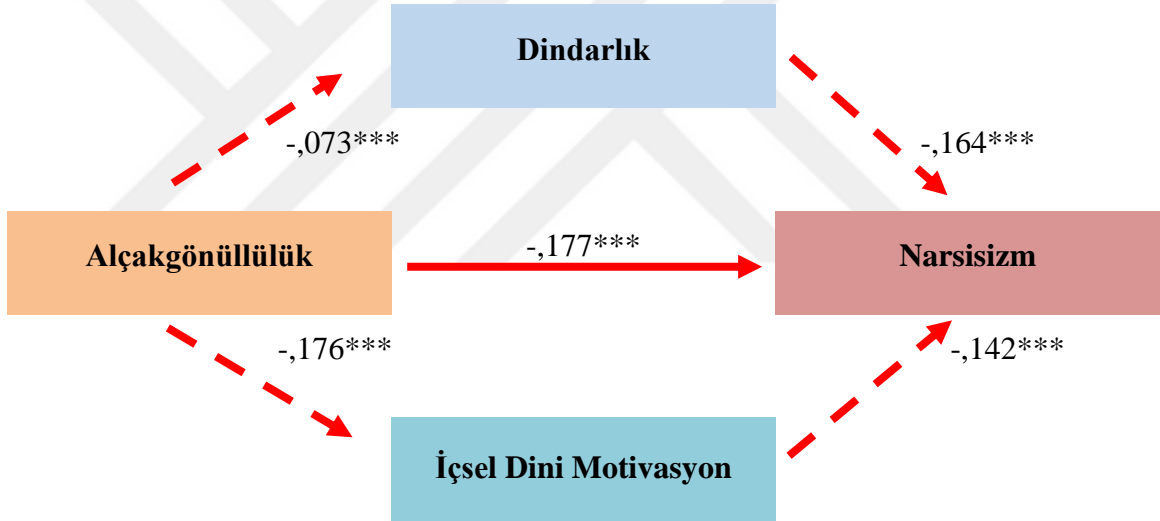 Dindarlık
-,073***
-,164***
Alçakgönüllülük
-,177***
Narsisizm
-,176***
-,142***
İçsel Dini Motivasyon